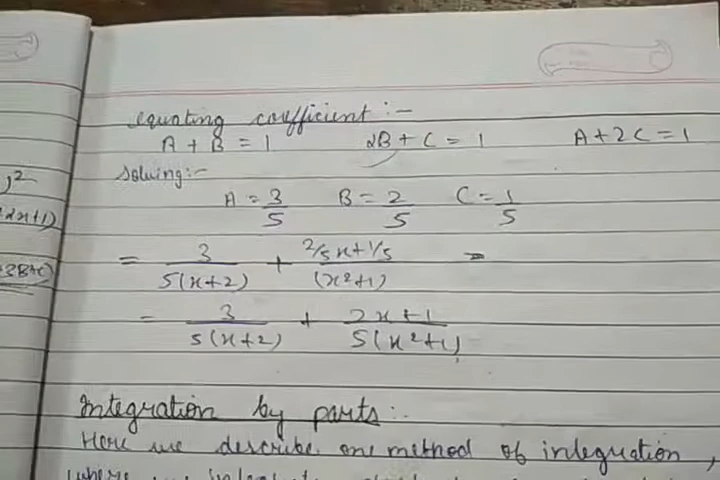 equating coefficient :-
A + B = 1 2B + C = 1 A + 2C = 1
Solving:-
A = 3/5 B = 2/5 C = 1/5
= 3/5(x+2) + 2/5x+1/5/(x²+1) =
= 3/5(x+2) + 2x+1/5(x²+1)
Integration by parts:-
Here we describe one method of integration,
where